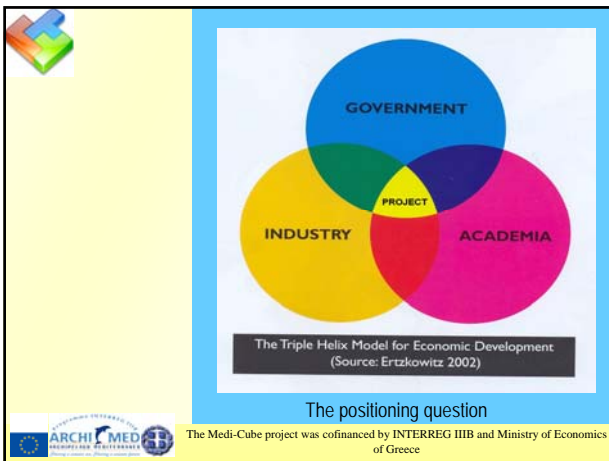 GOVERNMENT
PROJECT
INDUSTRY
ACADEMIA
The Triple Helix Model for Economic Development
(Source: Ertzkowitz 2002)
The positioning question
ARCHI MED
The Medi-Cube project was cofinanced by INTERREG IIIB and Ministry of Economics
of Greece